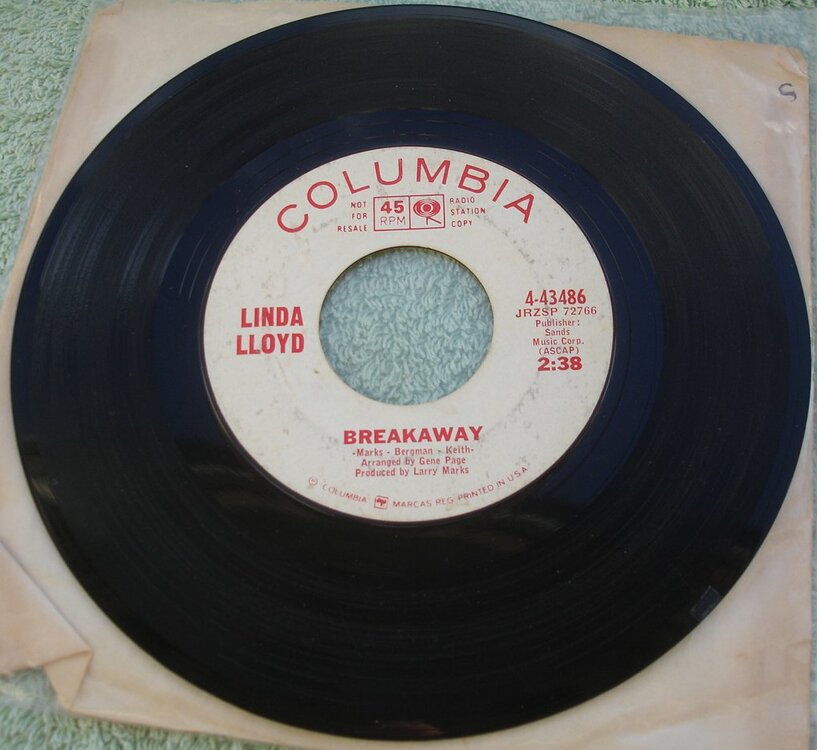 COLUMBIA
NOT
FOR
RESALE
45
RPM
RADIO
STATION
COPY
LINDA
LLOYD
4-43486
JRZSP 72766
Publisher:
Sands
Music Corp.
(ASCAP)
2:38
BREAKAWAY
-Marks - Bergman - Keith-
Arranged by Gene Page
Produced by Larry Marks
℗ COLUMBIA MARCAS REG. PRINTED IN U.S.A.